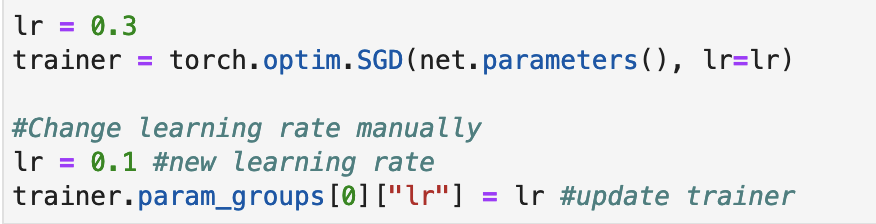 lr = 0.3
trainer = torch.optim.SGD(net.parameters(), lr=lr)
#Change learning rate manually
lr = 0.1 #new learning rate
trainer.param_groups[0]["lr"] = lr #update trainer